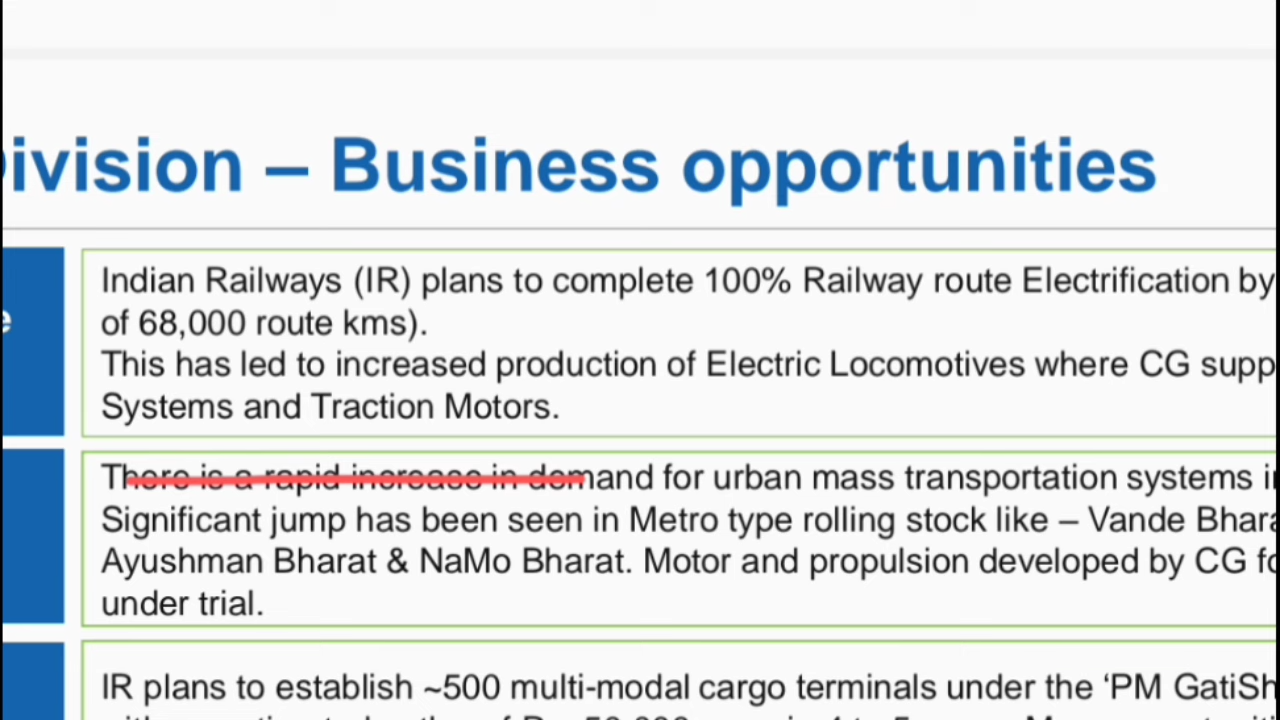 Division – Business opportunities
e
Indian Railways (IR) plans to complete 100% Railway route Electrification by
of 68,000 route kms).
This has led to increased production of Electric Locomotives where CG supp
Systems and Traction Motors.
There is a rapid increase in demand for urban mass transportation systems i
Significant jump has been seen in Metro type rolling stock like – Vande Bhara
Ayushman Bharat & NaMo Bharat. Motor and propulsion developed by CG fo
under trial.
IR plans to establish ~500 multi-modal cargo terminals under the ‘PM GatiSh